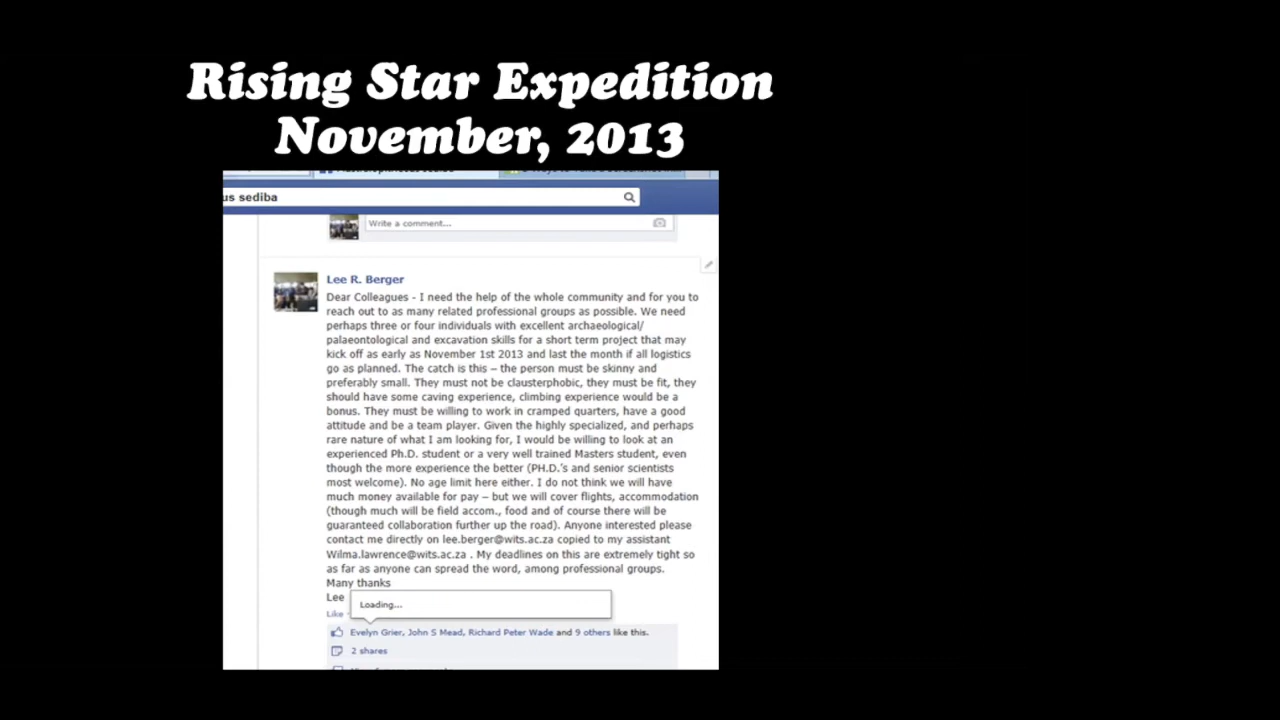 Rising Star Expedition
November, 2013
us sediba
Write a comment...
Lee R. Berger
Dear Colleagues - I need the help of the whole community and for you to
reach out to as many related professional groups as possible. We need
perhaps three or four individuals with excellent archaeological/
palaeontological and excavation skills for a short term project that may
kick off as early as November 1st 2013 and last the month if all logistics
go as planned. The catch is this – the person must be skinny and
preferably small. They must not be clausterphobic, they must be fit, they
should have some caving experience, climbing experience would be a
bonus. They must be willing to work in cramped quarters, have a good
attitude and be a team player. Given the highly specialized, and perhaps
rare nature of what I am looking for, I would be willing to look at an
experienced Ph.D. student or a very well trained Masters student, even
though the more experience the better (PH.D.'s and senior scientists
most welcome). No age limit here either. I do not think we will have
much money available for pay – but we will cover flights, accommodation
(though much will be field accom., food and of course there will be
guaranteed collaboration further up the road). Anyone interested please
contact me directly on lee.berger@wits.ac.za copied to my assistant
Wilma.lawrence@wits.ac.za . My deadlines on this are extremely tight so
as far as anyone can spread the word, among professional groups.
Many thanks
Lee
Loading...
Like
Evelyn Grier, John S Mead, Richard Peter Wade and 9 others like this.
2 shares